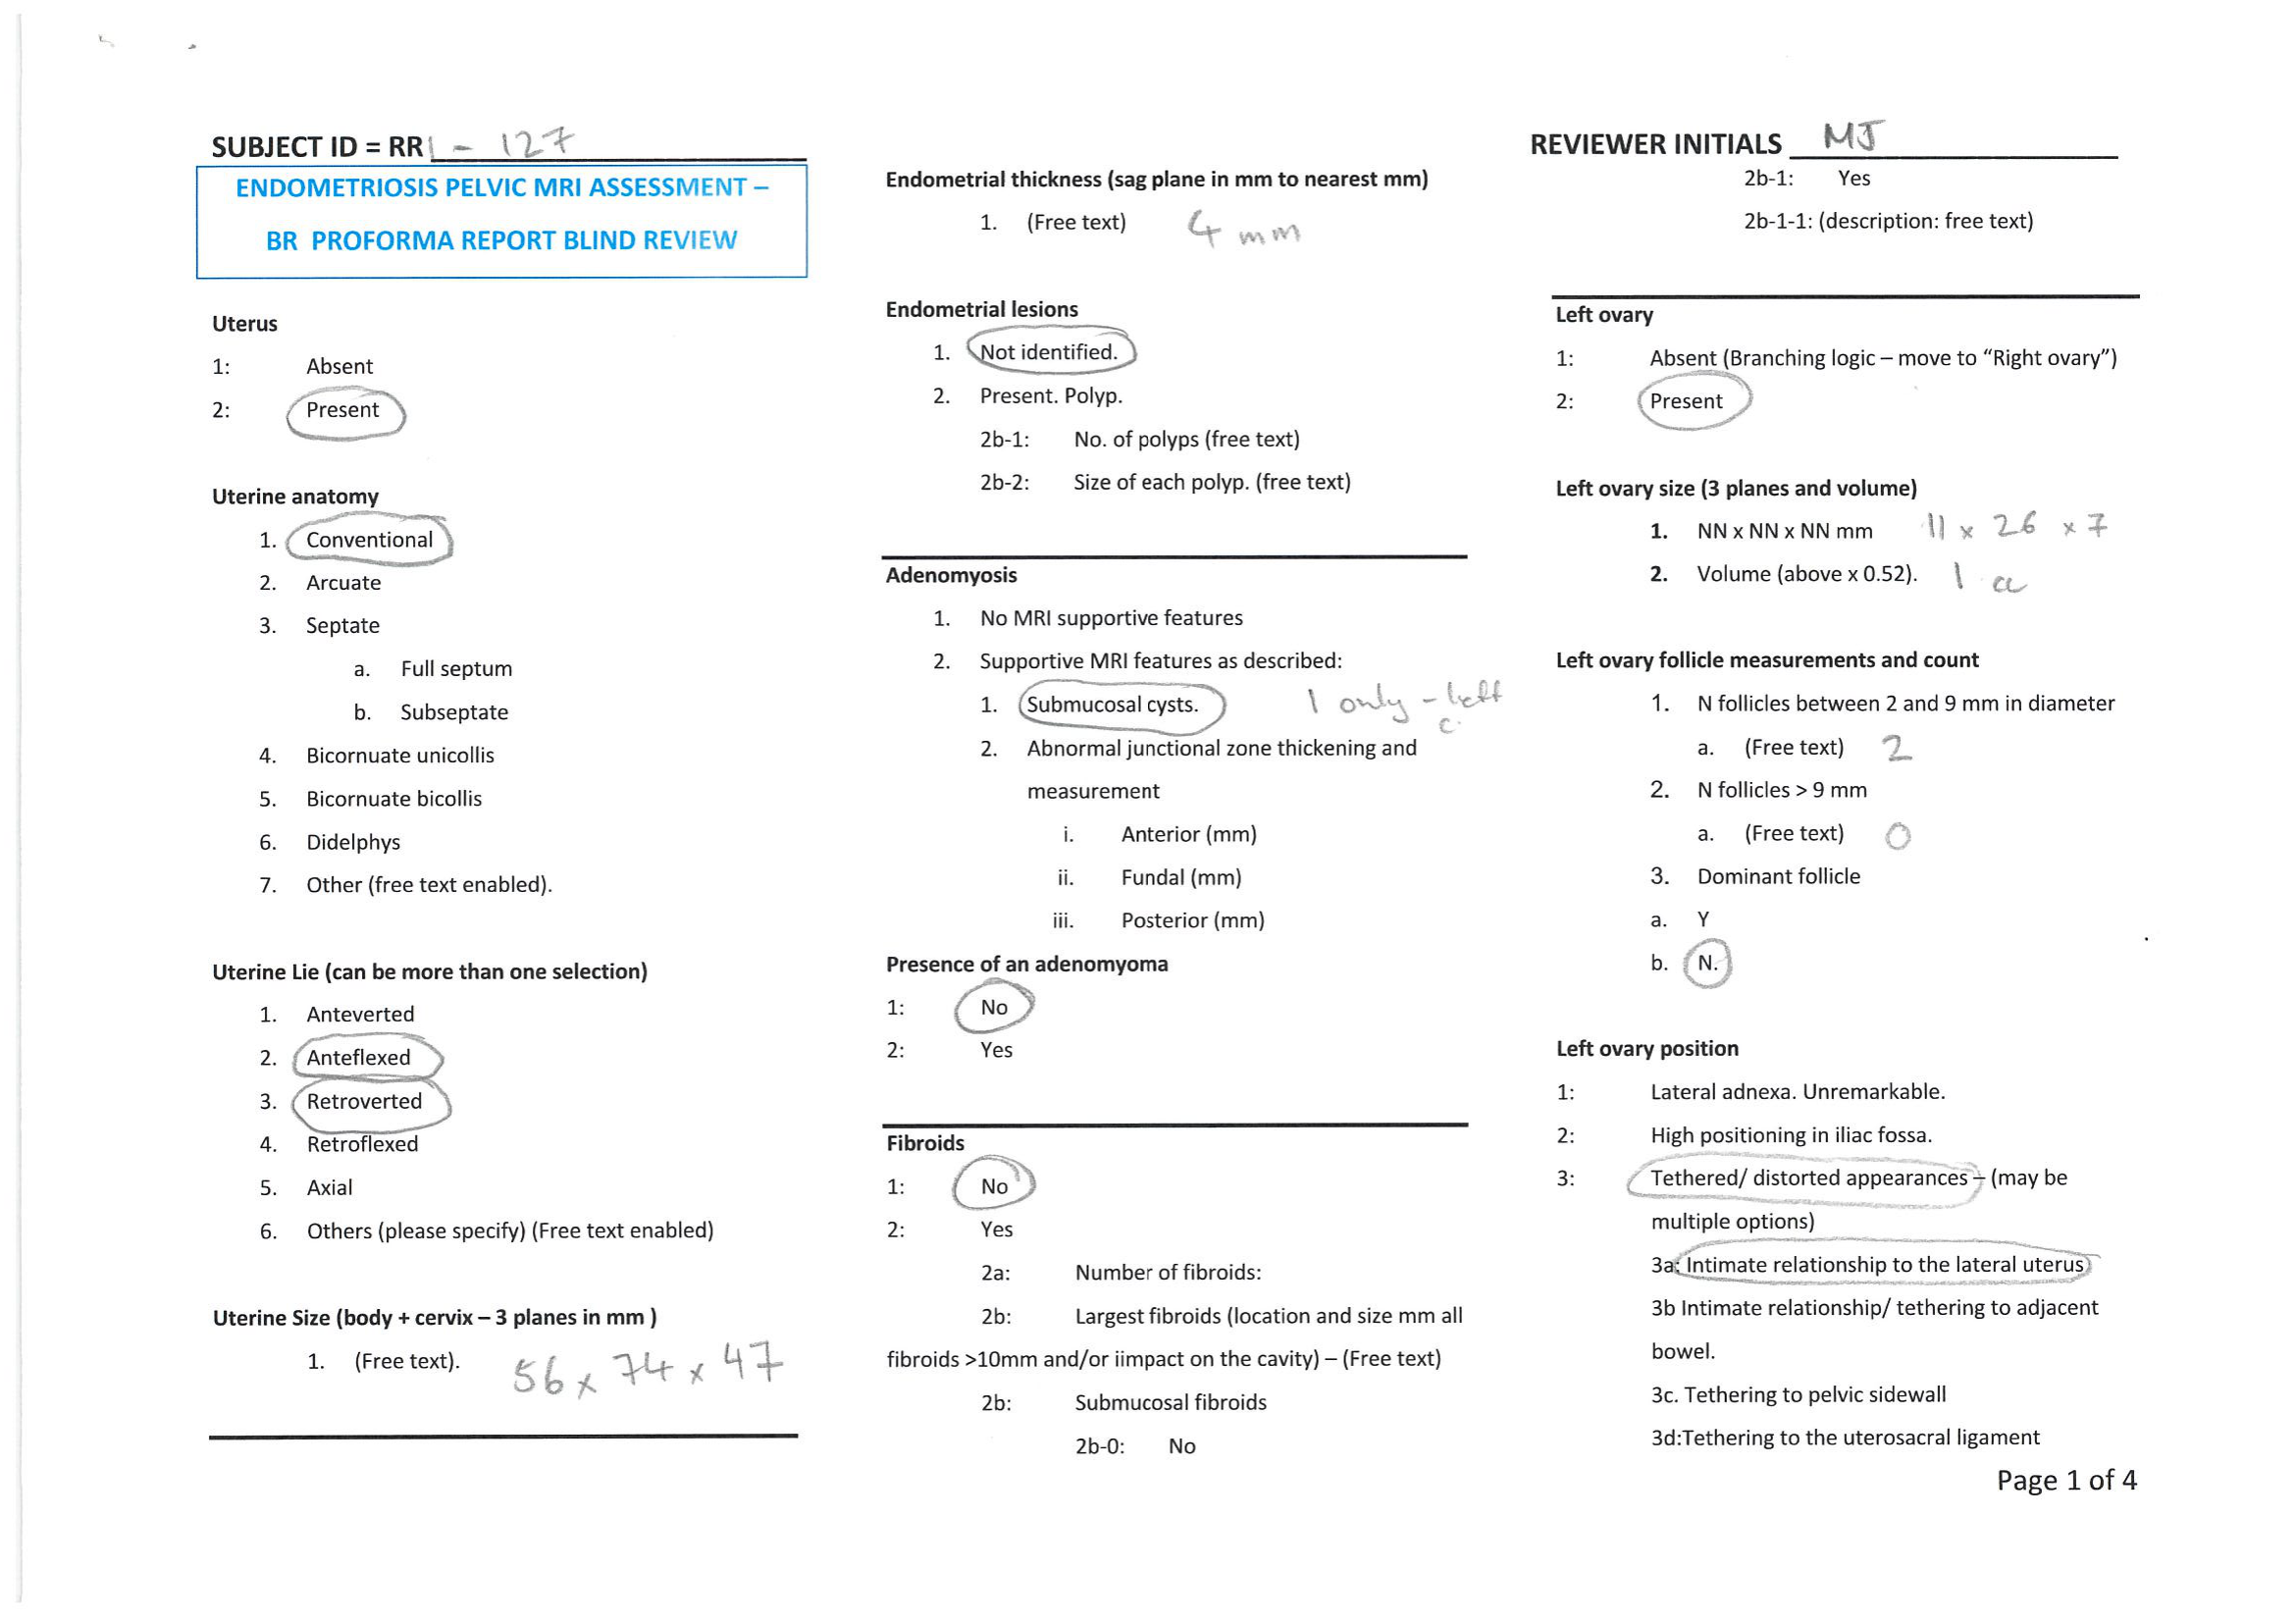 SUBJECT ID = RR1 - 127
ENDOMETRIOSIS PELVIC MRI ASSESSMENT –
BR PROFORMA REPORT BLIND REVIEW
Uterus
1: Absent
2: Present
Uterine anatomy
1. Conventional
2. Arcuate
3. Septate
a. Full septum
b. Subseptate
4. Bicornuate unicollis
5. Bicornuate bicollis
6. Didelphys
7. Other (free text enabled).
Uterine Lie (can be more than one selection)
1. Anteverted
2. Anteflexed
3. Retroverted
4. Retroflexed
5. Axial
6. Others (please specify) (Free text enabled)
Uterine Size (body + cervix – 3 planes in mm )
1. (Free text). 56 x 74 x 47
Endometrial thickness (sag plane in mm to nearest mm)
1. (Free text) 4 mm
Endometrial lesions
1. Not identified.
2. Present. Polyp.
2b-1: No. of polyps (free text)
2b-2: Size of each polyp. (free text)
Adenomyosis
1. No MRI supportive features
2. Supportive MRI features as described:
1. Submucosal cysts. 1 only - left
2. Abnormal junctional zone thickening and
measurement
i. Anterior (mm)
ii. Fundal (mm)
iii. Posterior (mm)
Presence of an adenomyoma
1: No
2: Yes
Fibroids
1: No
2: Yes
2a: Number of fibroids:
2b: Largest fibroids (location and size mm all
fibroids >10mm and/or iimpact on the cavity) – (Free text)
2b: Submucosal fibroids
2b-0: No
REVIEWER INITIALS MJ
2b-1: Yes
2b-1-1: (description: free text)
Left ovary
1: Absent (Branching logic – move to “Right ovary”)
2: Present
Left ovary size (3 planes and volume)
1. NN x NN x NN mm 11 x 26 x 7
2. Volume (above x 0.52). 1 cc
Left ovary follicle measurements and count
1. N follicles between 2 and 9 mm in diameter
a. (Free text) 2
2. N follicles > 9 mm
a. (Free text) 0
3. Dominant follicle
a. Y
b. N.
Left ovary position
1: Lateral adnexa. Unremarkable.
2: High positioning in iliac fossa.
3: Tethered/ distorted appearances – (may be
multiple options)
3a: Intimate relationship to the lateral uterus
3b Intimate relationship/ tethering to adjacent
bowel.
3c. Tethering to pelvic sidewall
3d:Tethering to the uterosacral ligament
Page 1 of 4